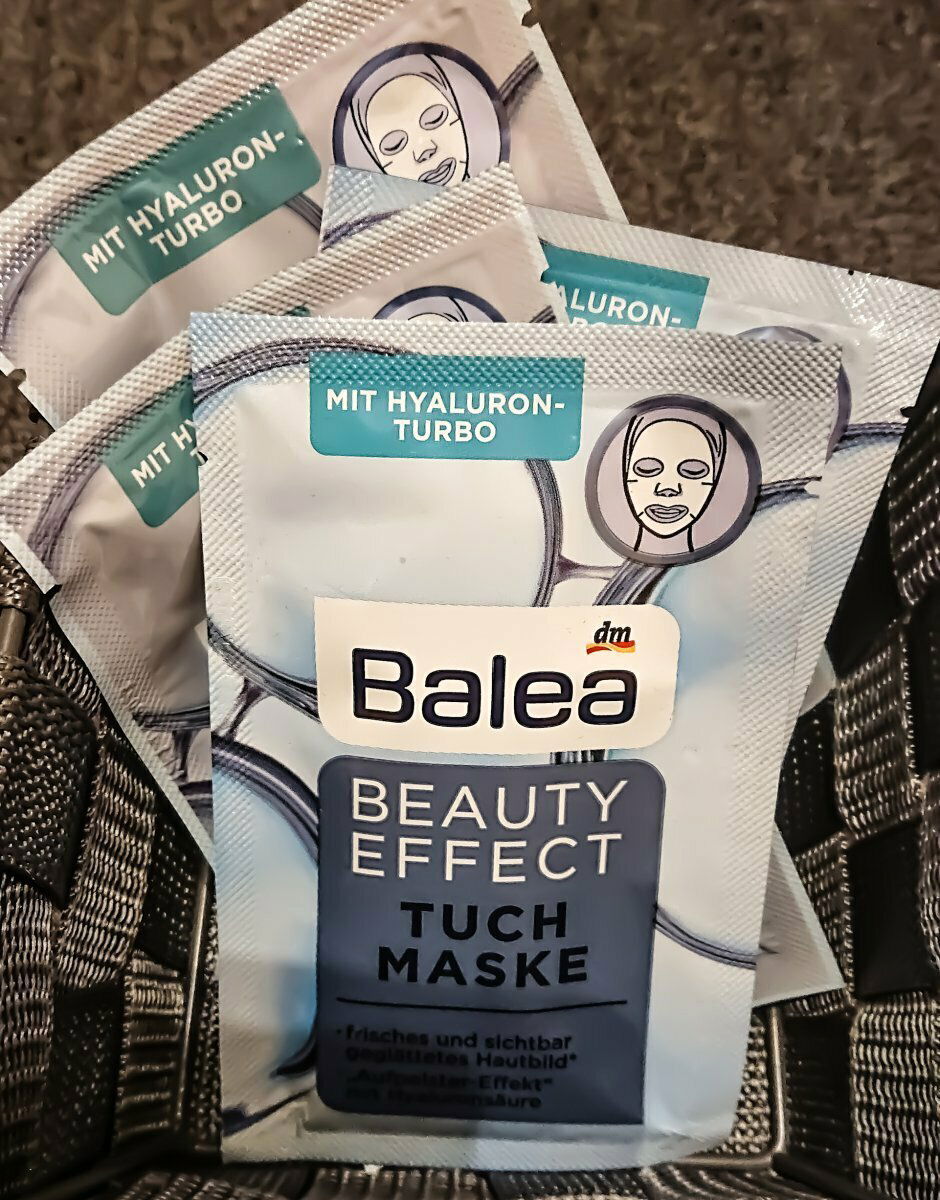 MIT HYALURON-
TURBO
ALURON-
MIT HY
MIT HYALURON-
TURBO
dm
Balea
BEAUTY
EFFECT
TUCH
MASKE
• frisches und sichtbar
geglättetes Hautbild*
„Aufpolster-Effekt“
mit Hyaluronsäure